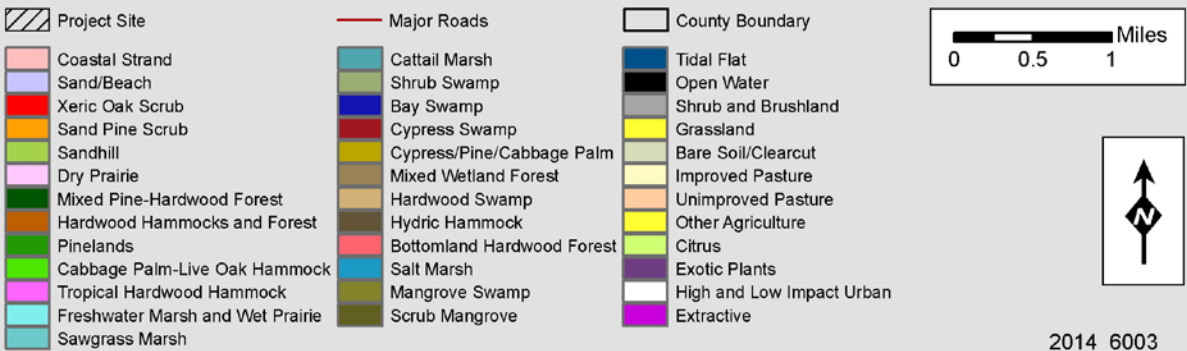 Project Site
Major Roads
County Boundary
Coastal Strand
Sand/Beach
Xeric Oak Scrub
Sand Pine Scrub
Sandhill
Dry Prairie
Mixed Pine-Hardwood Forest
Hardwood Hammocks and Forest
Pinelands
Cabbage Palm-Live Oak Hammock
Tropical Hardwood Hammock
Freshwater Marsh and Wet Prairie
Sawgrass Marsh
Cattail Marsh
Shrub Swamp
Bay Swamp
Cypress Swamp
Cypress/Pine/Cabbage Palm
Mixed Wetland Forest
Hardwood Swamp
Hydric Hammock
Bottomland Hardwood Forest
Salt Marsh
Mangrove Swamp
Scrub Mangrove
Tidal Flat
Open Water
Shrub and Brushland
Grassland
Bare Soil/Clearcut
Improved Pasture
Unimproved Pasture
Other Agriculture
Citrus
Exotic Plants
High and Low Impact Urban
Extractive
Miles
0 0.5 1
N
2014_6003